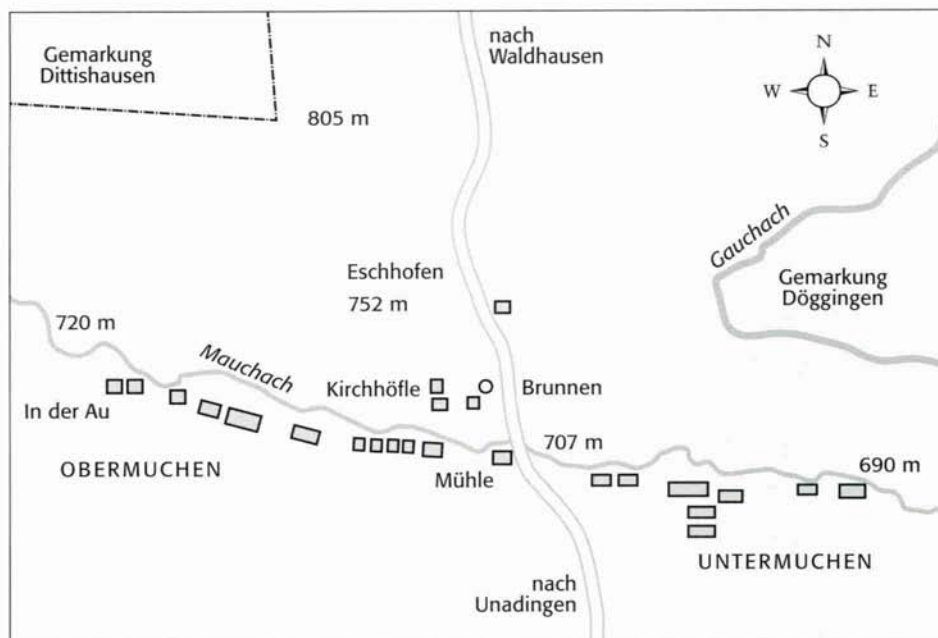 Gemarkung
Dittishausen
nach
Waldhausen
N
W E
S
805 m
Gauchach
Eschhofen
752 m
Gemarkung
Döggingen
720 m
Mauchach
Kirchhöfle
Brunnen
In der Au
707 m
OBERMUCHEN
Mühle
690 m
UNTERMUCHEN
nach
Unadingen